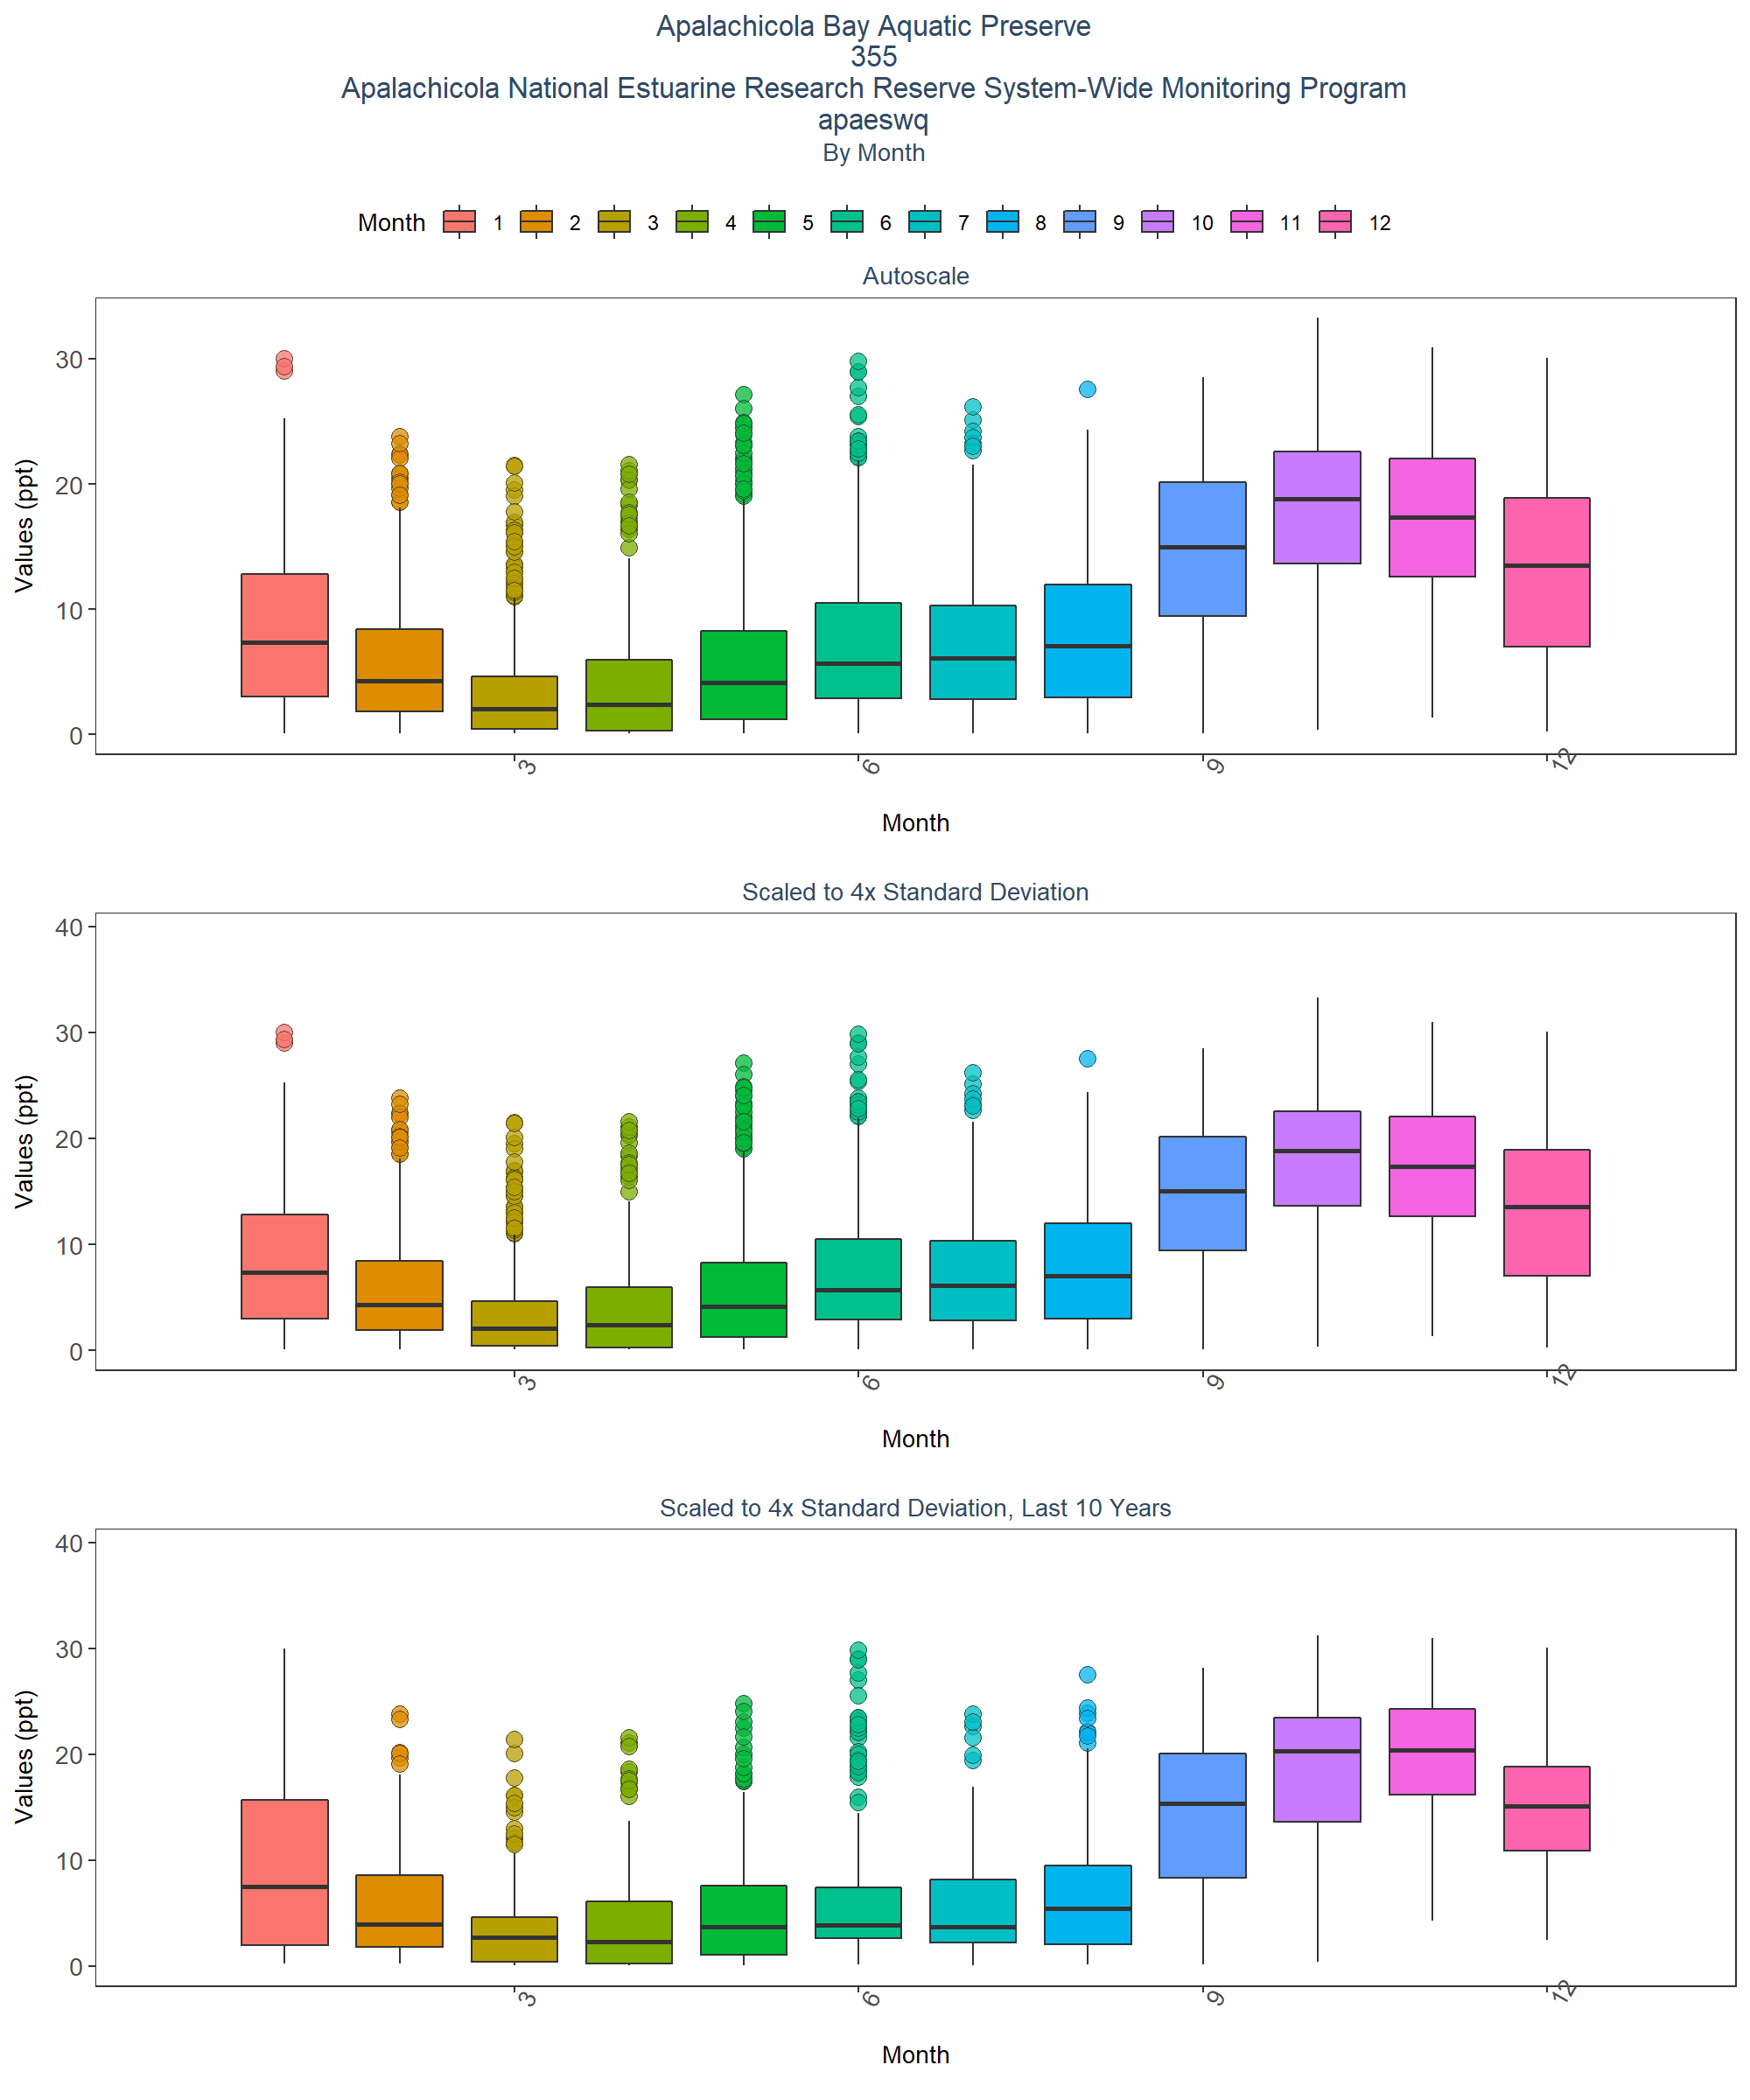 Apalachicola Bay Aquatic Preserve
355
Apalachicola National Estuarine Research Reserve System-Wide Monitoring Program
apaeswq
By Month
Month 1 2 3 4 5 6 7 8 9 10 11 12
Autoscale
Values (ppt)
30
20
10
0
3 6 9 12
Month
Scaled to 4x Standard Deviation
Values (ppt)
40
30
20
10
0
3 6 9 12
Month
Scaled to 4x Standard Deviation, Last 10 Years
Values (ppt)
40
30
20
10
0
3 6 9 12
Month